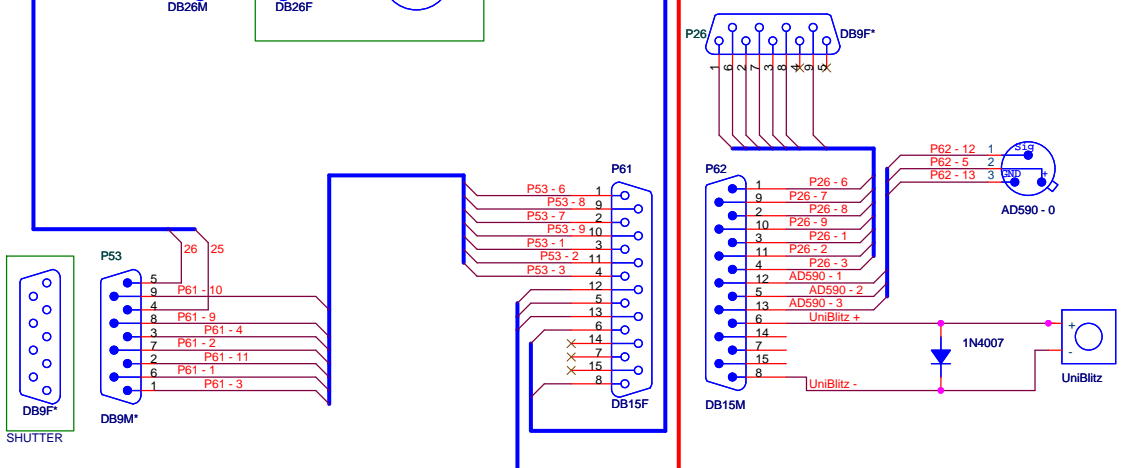 DB26M
DB26F
P26
DB9F*
1 6 2 7 3 8 4 9 5
P53
26
25
5
9 P61 - 10
4
8 P61 - 9
3 P61 - 4
7 P61 - 2
2 P61 - 11
6 P61 - 1
1 P61 - 3
DB9M*
DB9F*
SHUTTER
P61
P53 - 6 1
P53 - 8 9
P53 - 7 2
P53 - 9 10
P53 - 1 3
P53 - 2 11
P53 - 3 4
12
5
13
6
14
7
15
8
DB15F
P62
1 P26 - 6
9 P26 - 7
2 P26 - 8
10 P26 - 9
3 P26 - 1
11 P26 - 2
4 P26 - 3
12 AD590 - 1
5 AD590 - 2
13 AD590 - 3
6 UniBlitz +
14
7
15
8 UniBlitz -
DB15M
P62 - 12 1 Sig
P62 - 5 2
P62 - 13 3 GND +
AD590 - 0
1N4007
+
-
UniBlitz